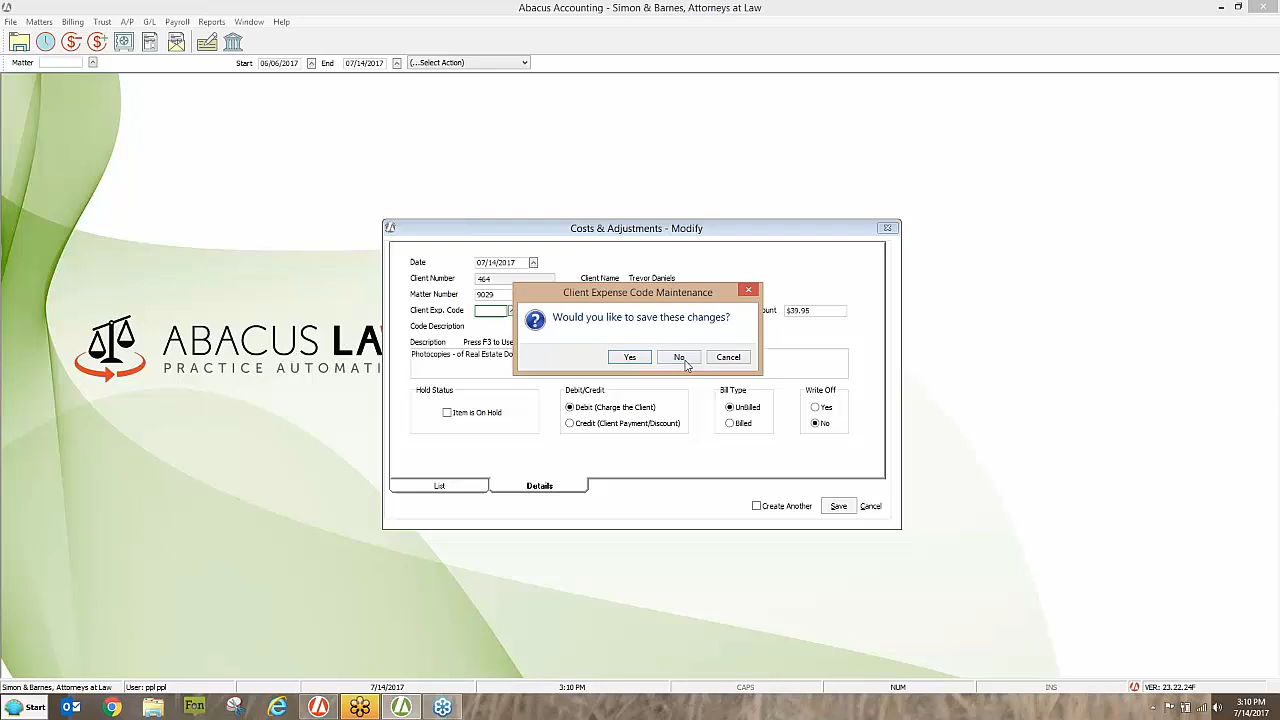 Abacus Accounting - Simon & Barnes, Attorneys at Law
File Matters Billing Trust A/P G/L Payroll Reports Window Help
Matter Start 06/06/2017 End 07/14/2017 (...Select Action)
Costs & Adjustments - Modify
Date 07/14/2017
Client Number 464 Client Name Trevor Daniels
Matter Number 9029
Client Expense Code Maintenance
Client Exp. Code $39.95
Would you like to save these changes?
Code Description
Description Press F3 to Use
Photocopies - of Real Estate Do
Yes No Cancel
ABACUS LA
PRACTICE AUTOMATI
Hold Status Debit/Credit Bill Type Write Off
Item is On Hold Debit (Charge the Client) UnBilled Yes
Credit (Client Payment/Discount) Billed No
List Details
Create Another Save Cancel
Simon & Barnes, Attorneys at Law User: ppl ppl 7/14/2017 3:10 PM CAPS NUM INS VER: 23.22.24F
Start Fon 3:10 PM
7/14/2017